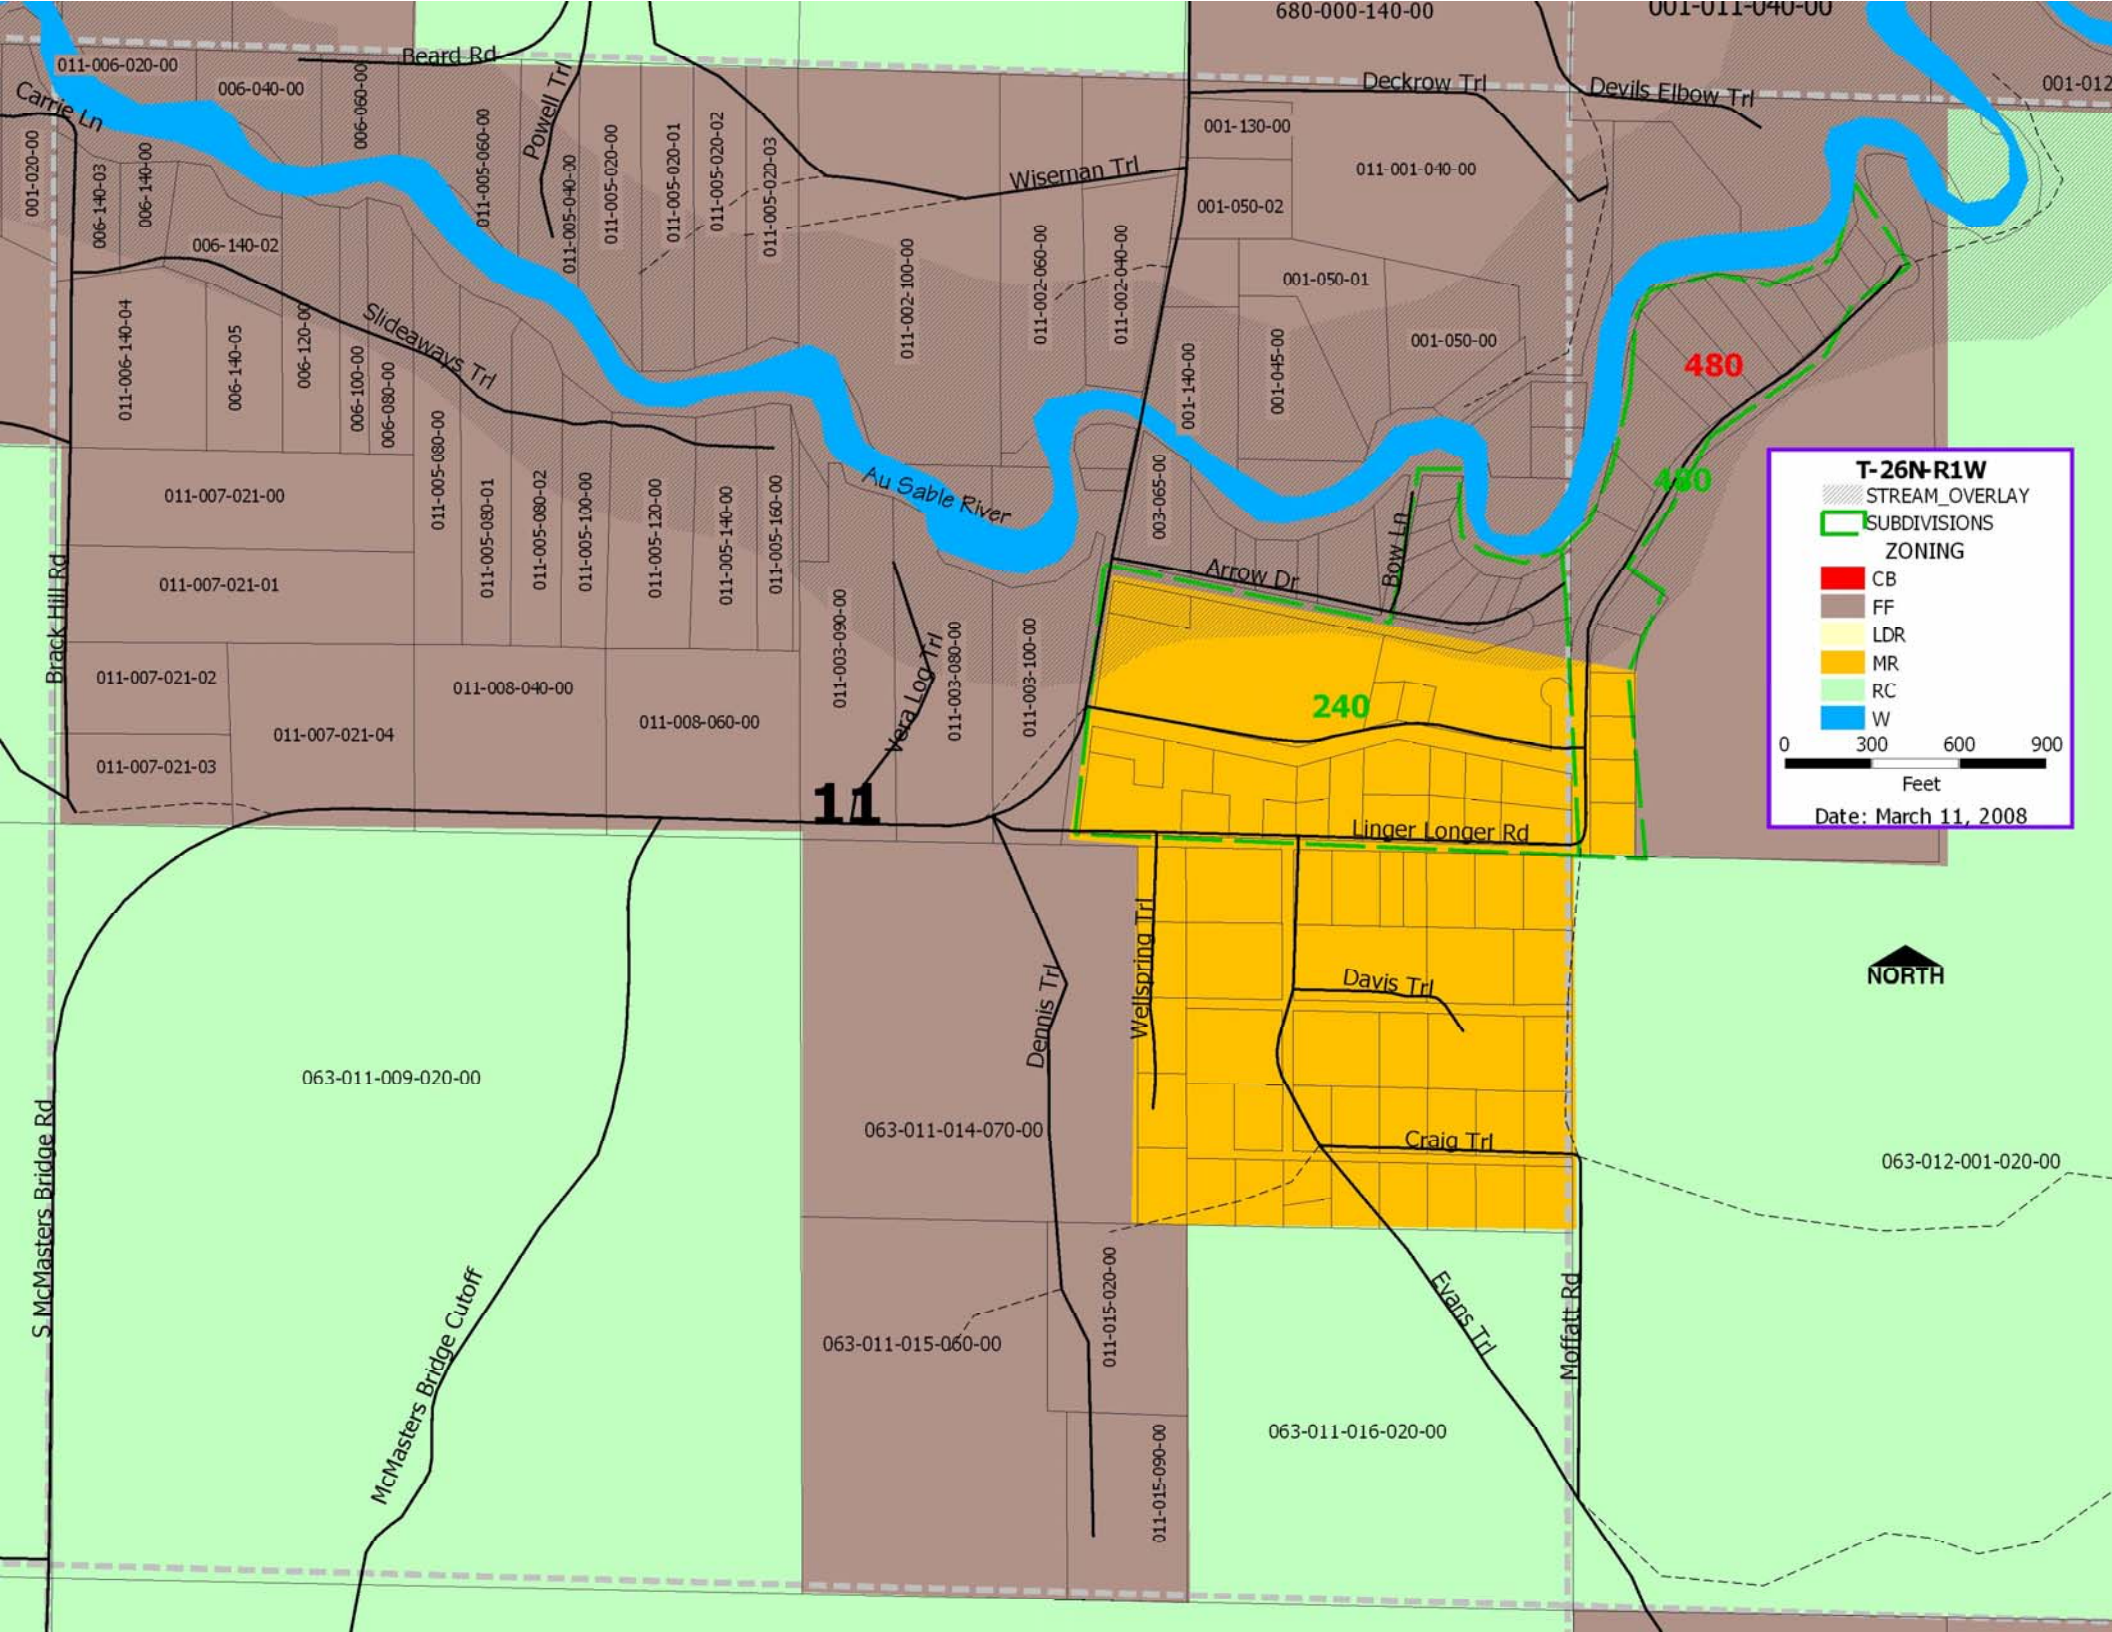 680-000-140-00
001-011-040-00
Beard Rd
011-006-020-00
006-040-00
006-060-00
Carrie Ln
Powell Trl
Deckrow Trl
Devils Elbow Trl
001-012
001-020-00
006-140-03
006-140-00
006-140-02
011-005-060-00
011-005-040-00
011-005-020-00
011-005-020-01
011-005-020-02
011-005-020-03
Wiseman Trl
001-130-00
011-001-040-00
001-050-02
011-002-100-00
011-002-060-00
011-002-040-00
001-050-01
001-140-00
001-045-00
001-050-00
480
011-006-140-04
006-140-05
006-120-00
006-100-00
006-080-00
Slideaways Trl
011-007-021-00
011-005-080-00
011-005-080-01
011-005-080-02
011-005-100-00
011-005-120-00
011-005-140-00
011-005-160-00
Au Sable River
003-065-00
480
Arrow Dr
Bow Ln
T-26N-R1W
STREAM_OVERLAY
SUBDIVISIONS
ZONING
CB
FF
LDR
MR
RC
W
0 300 600 900
Feet
Date: March 11, 2008
Brack Hill Rd
011-007-021-01
011-007-021-02
011-007-021-04
011-007-021-03
011-008-040-00
011-008-060-00
011-003-090-00
Vera Log Trl
011-003-080-00
011-003-100-00
240
11
Linger Longer Rd
Wellspring Trl
Dennis Trl
Davis Trl
NORTH
063-011-009-020-00
063-011-014-070-00
Craig Trl
063-012-001-020-00
S McMasters Bridge Rd
McMasters Bridge Cutoff
063-011-015-060-00
011-015-020-00
011-015-090-00
Evans Trl
Moffatt Rd
063-011-016-020-00